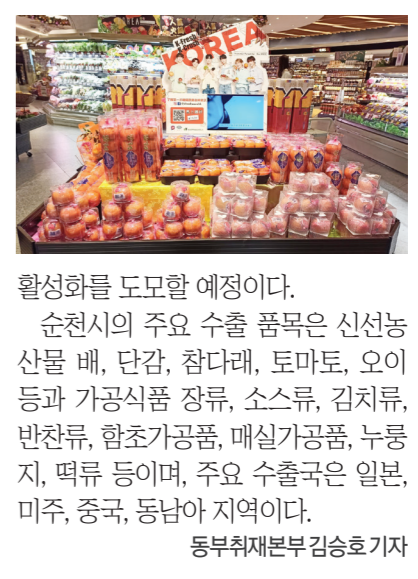 K-fresh
KOREA
활성화를 도모할 예정이다.
순천시의 주요 수출 품목은 신선농
산물 배, 단감, 참다래, 토마토, 오이
등과 가공식품 장류, 소스류, 김치류,
반찬류, 함초가공품, 매실가공품, 누룽
지, 떡류 등이며, 주요 수출국은 일본,
미주, 중국, 동남아 지역이다.
동부취재본부 김승호 기자